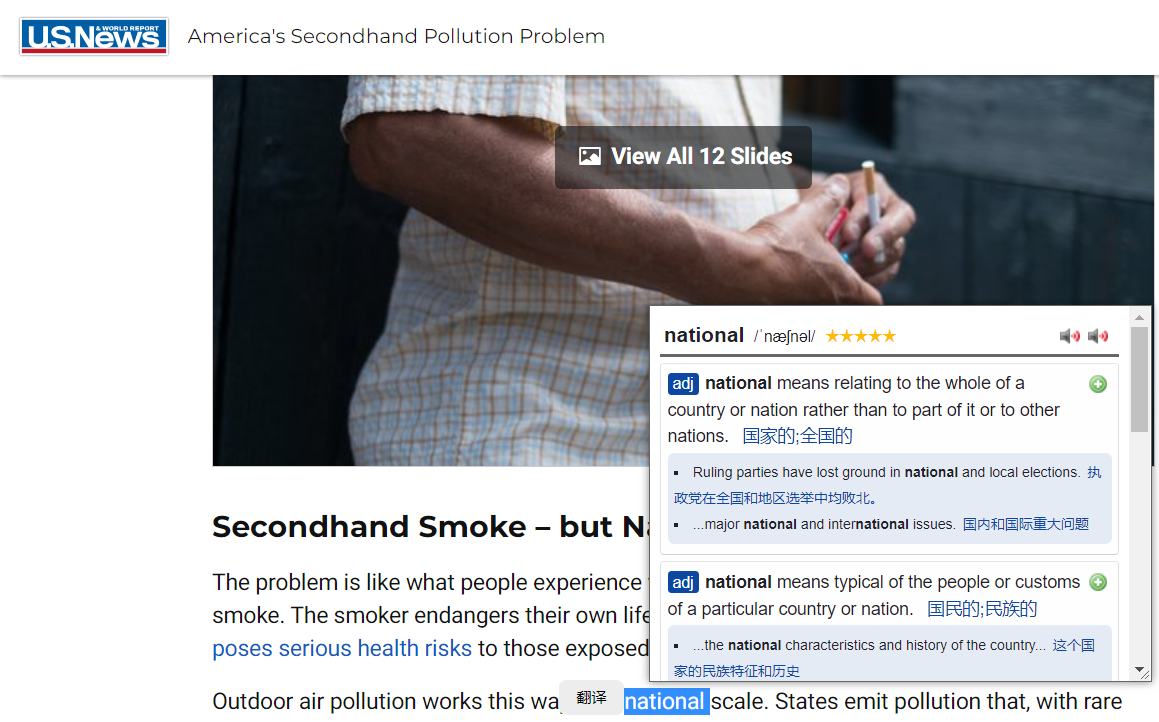 U.S.News & WORLD REPORT
America's Secondhand Pollution Problem
View All 12 Slides
national /ˈnæʃnəl/ ★★★★★
adj national means relating to the whole of a
country or nation rather than to part of it or to other
nations. 国家的;全国的
▪ Ruling parties have lost ground in national and local elections. 执
政党在全国和地区选举中均败北。
▪ ...major national and international issues. 国内和国际重大问题
adj national means typical of the people or customs
of a particular country or nation. 国民的;民族的
▪ ...the national characteristics and history of the country... 这个国
家的民族特征和历史
Secondhand Smoke – but Na
The problem is like what people experience
smoke. The smoker endangers their own life
poses serious health risks to those exposed
Outdoor air pollution works this wa 翻译 national scale. States emit pollution that, with rare